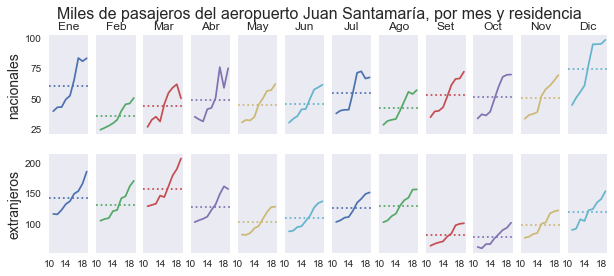 Miles de pasajeros del aeropuerto Juan Santamaría, por mes y residencia
Ene Feb Mar Abr May Jun Jul Ago Set Oct Nov Dic
100
75
50
25
nacionales
200
150
100
extranjeros
10 14 18 10 14 18 10 14 18 10 14 18 10 14 18 10 14 18 10 14 18 10 14 18 10 14 18 10 14 18 10 14 18 10 14 18